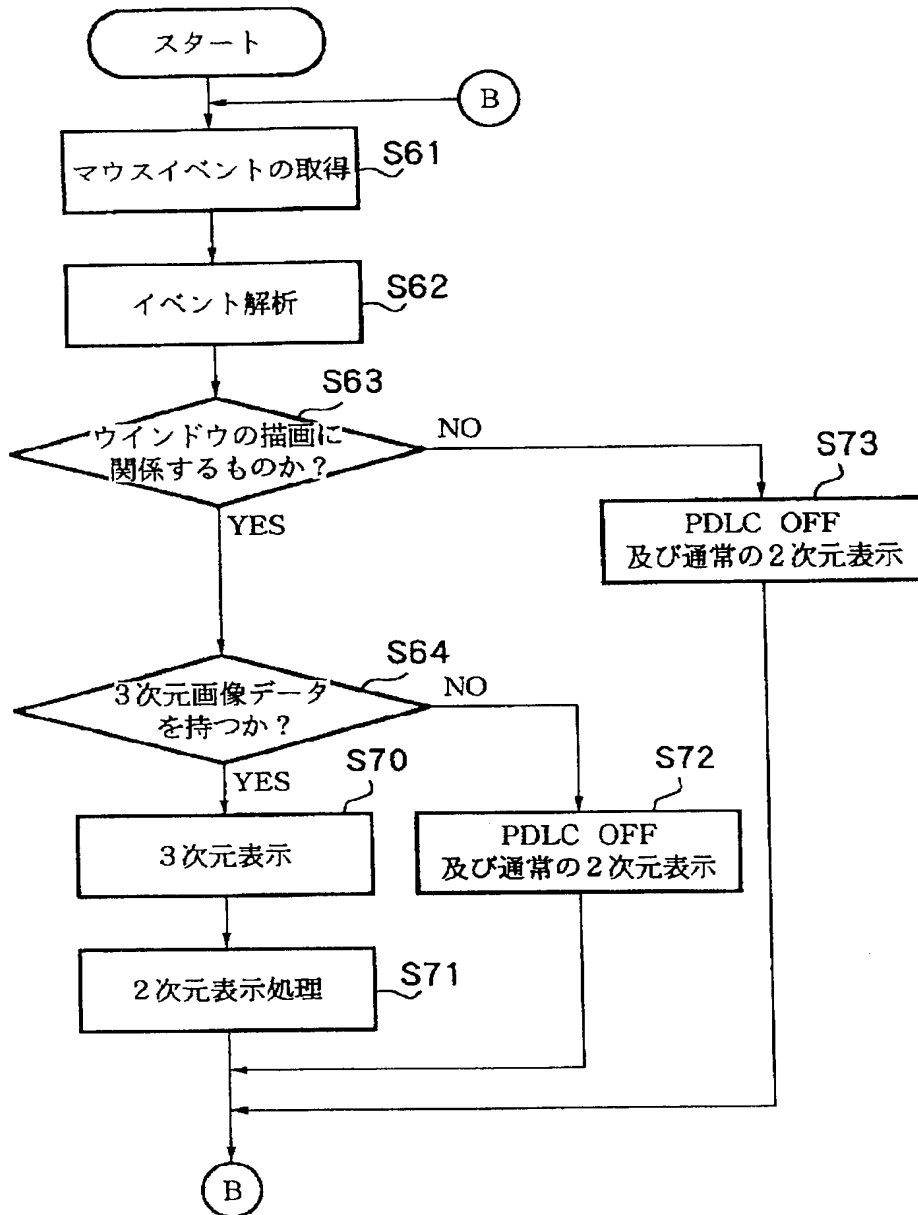 スタート
B
S61
マウスイベントの取得
S62
イベント解析
S63
ウインドウの描画に
関係するものか？
NO
YES
S73
PDLC OFF
及び通常の２次元表示
S64
３次元画像データ
を持つか？
NO
YES
S70
３次元表示
S72
PDLC OFF
及び通常の２次元表示
S71
２次元表示処理
B